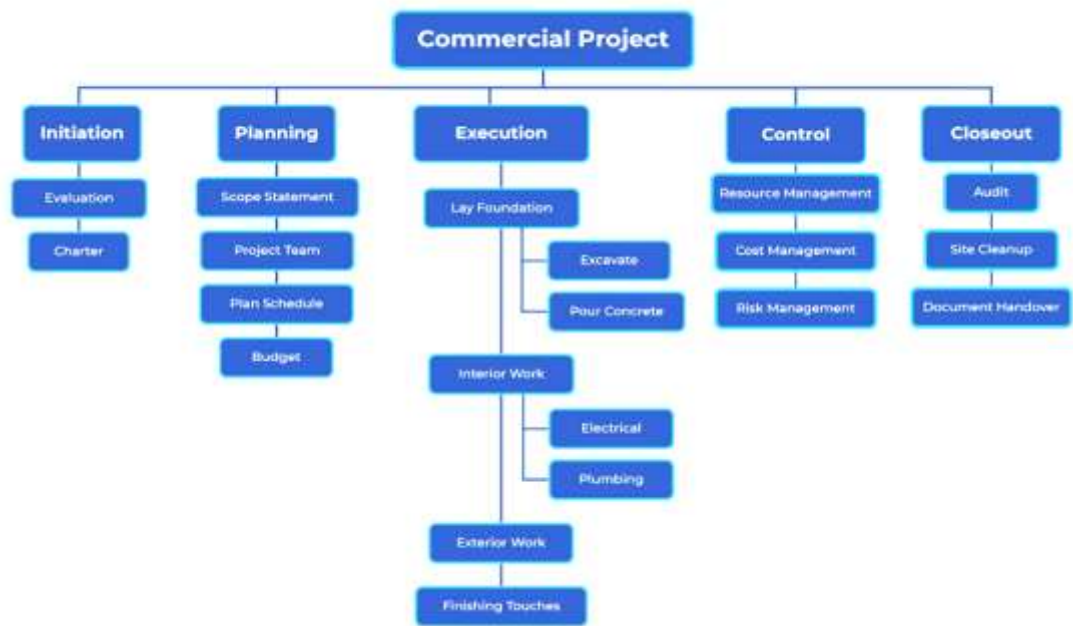 Commercial Project
Initiation
Planning
Execution
Control
Closeout
Evaluation
Charter
Scope Statement
Project Team
Plan Schedule
Budget
Lay Foundation
Excavate
Pour Concrete
Interior Work
Electrical
Plumbing
Exterior Work
Finishing Touches
Resource Management
Cost Management
Risk Management
Audit
Site Cleanup
Document Handover